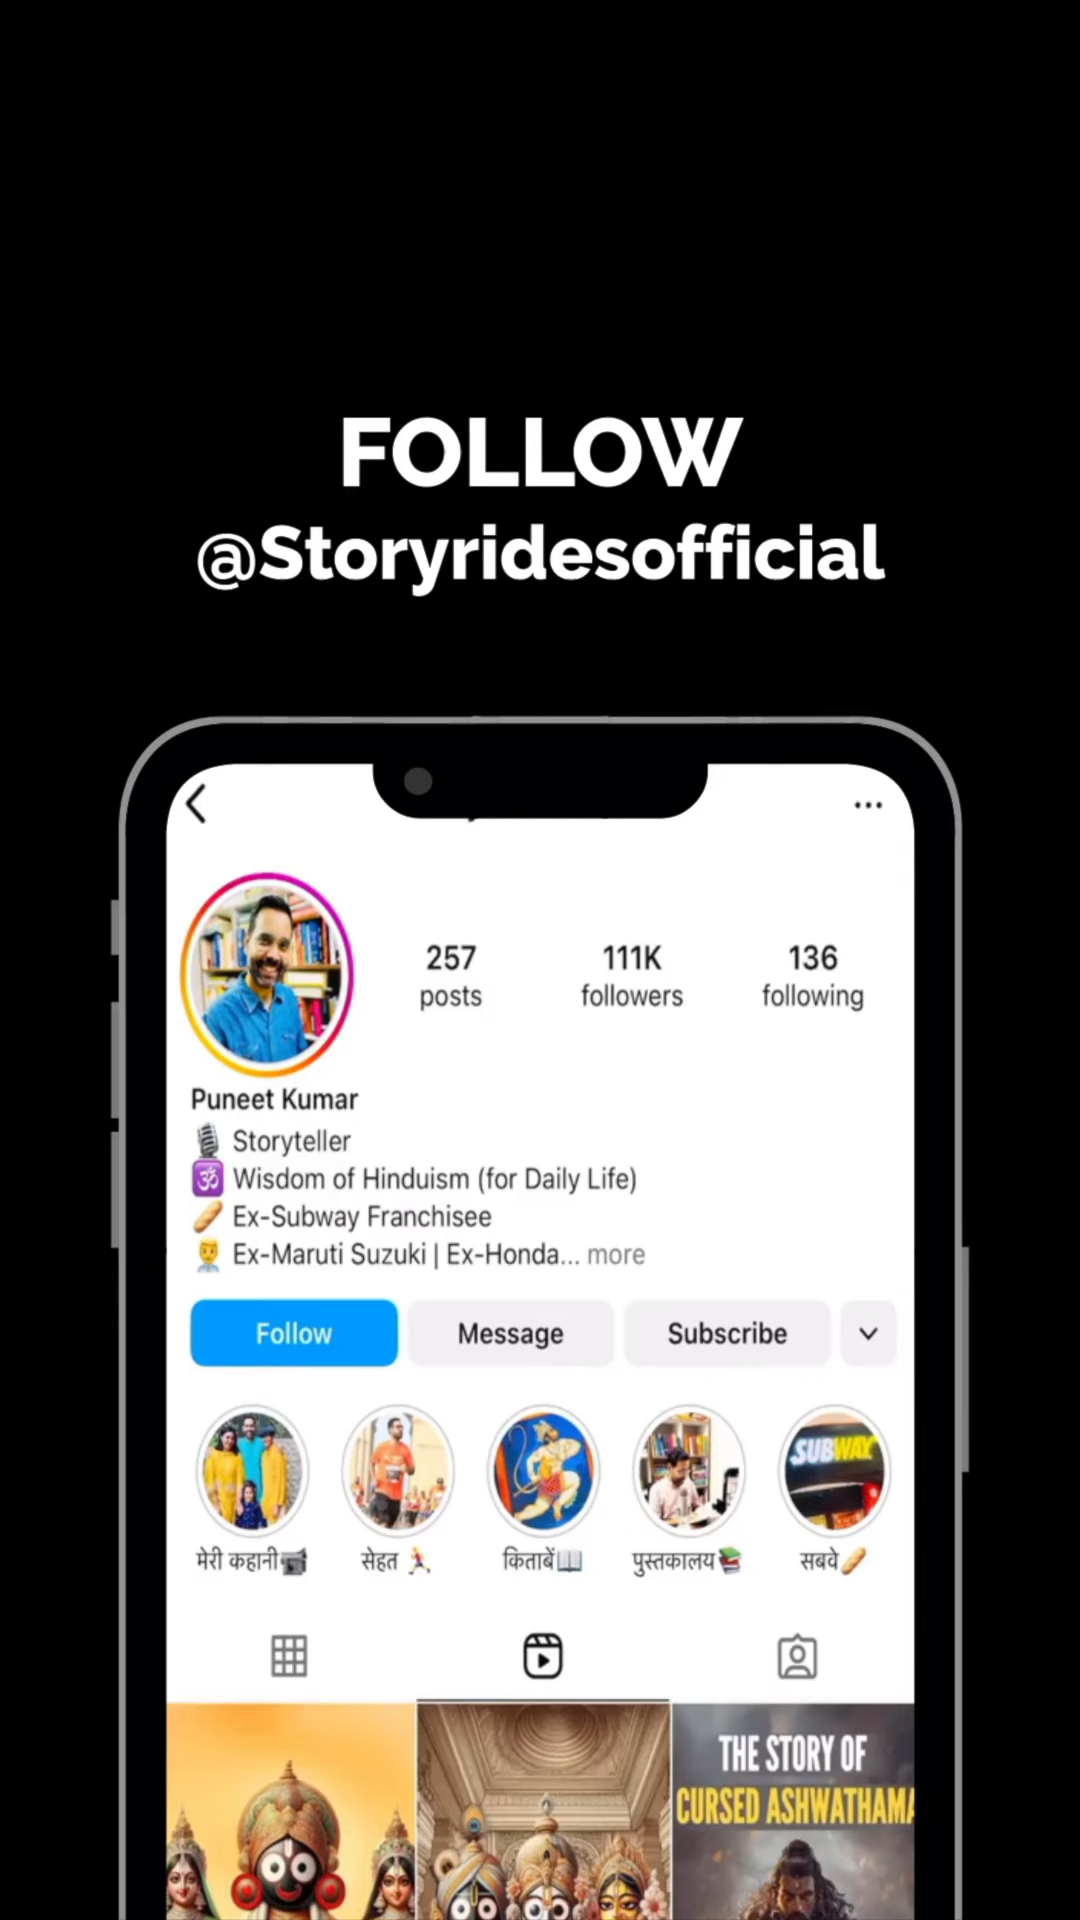 FOLLOW
@Storyridesofficial
257 111K 136
posts followers following
Puneet Kumar
Storyteller
ॐ Wisdom of Hinduism (for Daily Life)
Ex-Subway Franchisee
Ex-Maruti Suzuki | Ex-Honda... more
Follow Message Subscribe
SUBWAY
मेरी कहानी सेहत किताबें पुस्तकालय सबवे
THE STORY OF
CURSED ASHWATHAMA